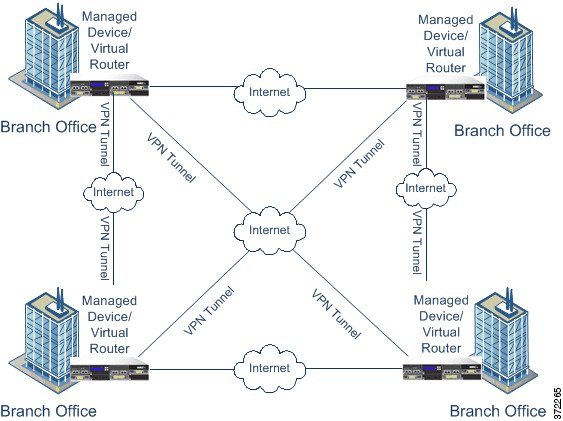 Managed
Device/
Virtual
Router
Managed
Device/
Virtual
Router
Internet
Branch Office
Branch Office
VPN Tunnel
VPN Tunnel
VPN Tunnel
VPN Tunnel
Internet
Internet
Internet
VPN Tunnel
VPN Tunnel
VPN Tunnel
VPN Tunnel
Managed
Device/
Virtual
Router
Managed
Device/
Virtual
Router
Internet
Branch Office
Branch Office
372265